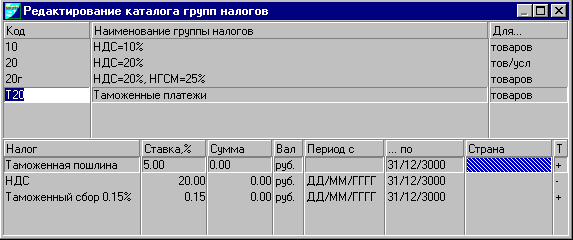 Редактирование каталога групп налогов
Код Наименование группы налогов Для...
10 НДС=10% товаров
20 НДС=20% тов/усл
20г НДС=20%, НГСМ=25% товаров
Т20 Таможенные платежи товаров
Налог Ставка,% Сумма Вал Период с ... по Страна Т
Таможенная пошлина 5.00 0.00 руб. 31/12/3000 +
НДС 20.00 0.00 руб. ДД/ММ/ГГГГ 31/12/3000 -
Таможенный сбор 0.15% 0.15 0.00 руб. ДД/ММ/ГГГГ 31/12/3000 +